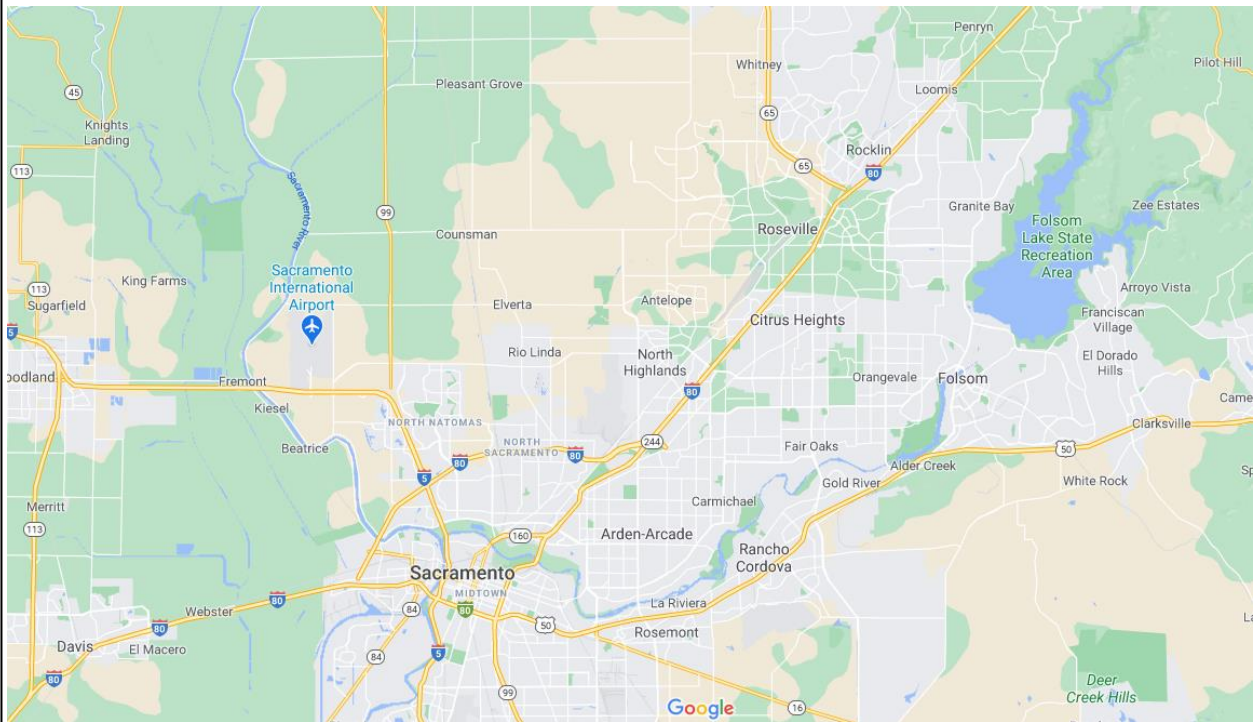 Penryn
Whitney
Pilot Hill
Pleasant Grove
Loomis
45
65
Knights
Landing
Rocklin
113
65
80
Sacramento River
99
Granite Bay
Zee Estates
Roseville
Folsom
Lake State
Recreation
Area
Counsman
Sacramento
International
Airport
King Farms
113
Sugarfield
Elverta
Antelope
Arroyo Vista
Citrus Heights
Franciscan
Village
5
Rio Linda
North
Highlands
El Dorado
Hills
oodland
Fremont
Orangevale
Folsom
80
Came
Kiesel
NORTH NATOMAS
Clarksville
Beatrice
NORTH
SACRAMENTO
244
Fair Oaks
50
80
80
Alder Creek
5
Gold River
White Rock
Sp
Merritt
Carmichael
113
160
Arden-Arcade
Rancho
Cordova
Sacramento
MIDTOWN
80
La Riviera
Webster
84
80
50
Rosemont
80
Davis
El Macero
84
5
80
99
Deer
Creek Hills
Google
16